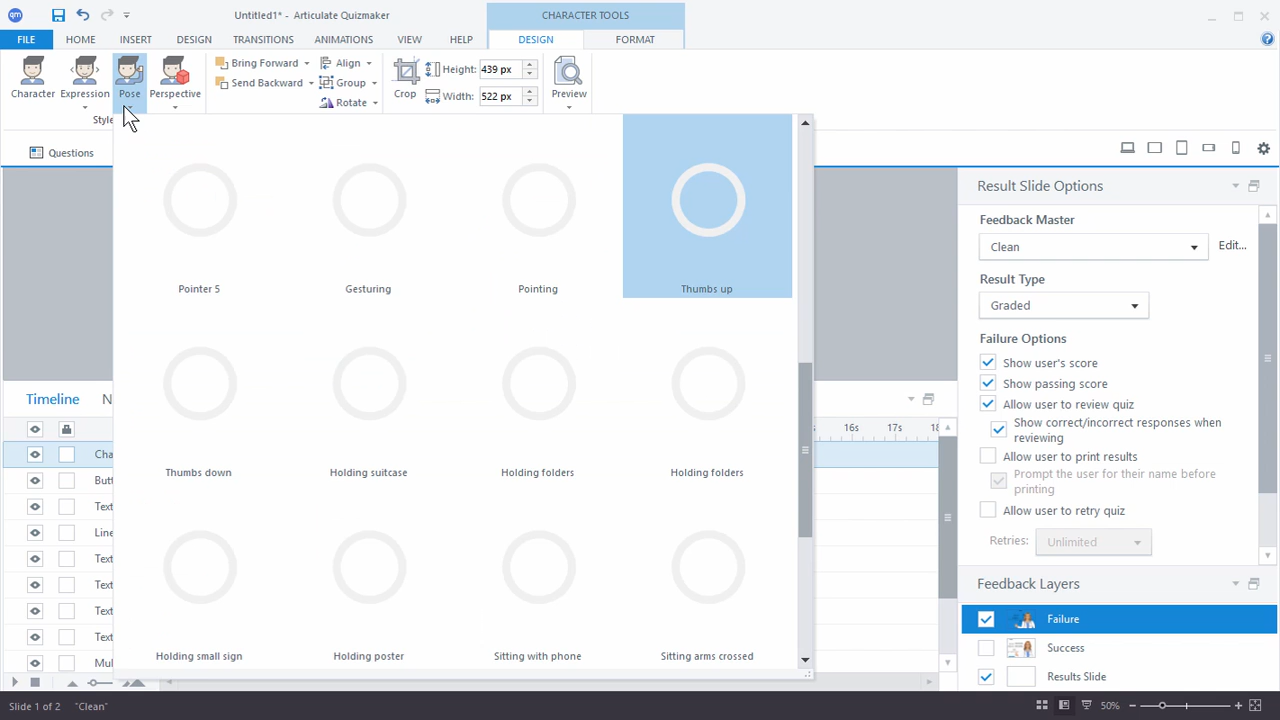 qm
Untitled1* - Articulate Quizmaker
CHARACTER TOOLS
FILE HOME INSERT DESIGN TRANSITIONS ANIMATIONS VIEW HELP DESIGN FORMAT
Character Expression Pose Perspective
Bring Forward Align
Send Backward Group
Rotate
Crop
Height: 439 px
Width: 522 px
Preview
Questions
Pointer 5 Gesturing Pointing Thumbs up
Thumbs down Holding suitcase Holding folders Holding folders
Holding small sign Holding poster Sitting with phone Sitting arms crossed
Timeline
16s 17s
Result Slide Options
Feedback Master
Clean Edit...
Result Type
Graded
Failure Options
Show user's score
Show passing score
Allow user to review quiz
Show correct/incorrect responses when
reviewing
Allow user to print results
Prompt the user for their name before
printing
Allow user to retry quiz
Retries: Unlimited
Feedback Layers
Failure
Success
Results Slide
Slide 1 of 2 "Clean" 50%